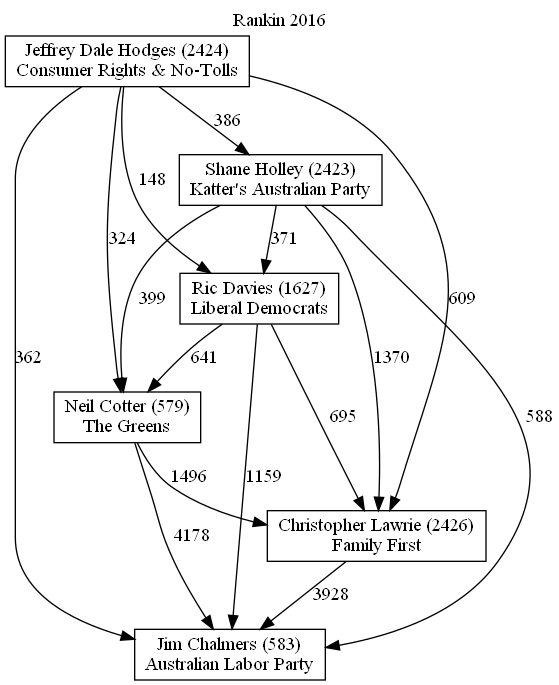 Rankin 2016
Jeffrey Dale Hodges (2424)
Consumer Rights & No-Tolls
386
Shane Holley (2423)
Katter's Australian Party
148
324
399
371
Ric Davies (1627)
Liberal Democrats
609
362
641
1370
Neil Cotter (579)
The Greens
695
588
1496
1159
4178
Christopher Lawrie (2426)
Family First
3928
Jim Chalmers (583)
Australian Labor Party